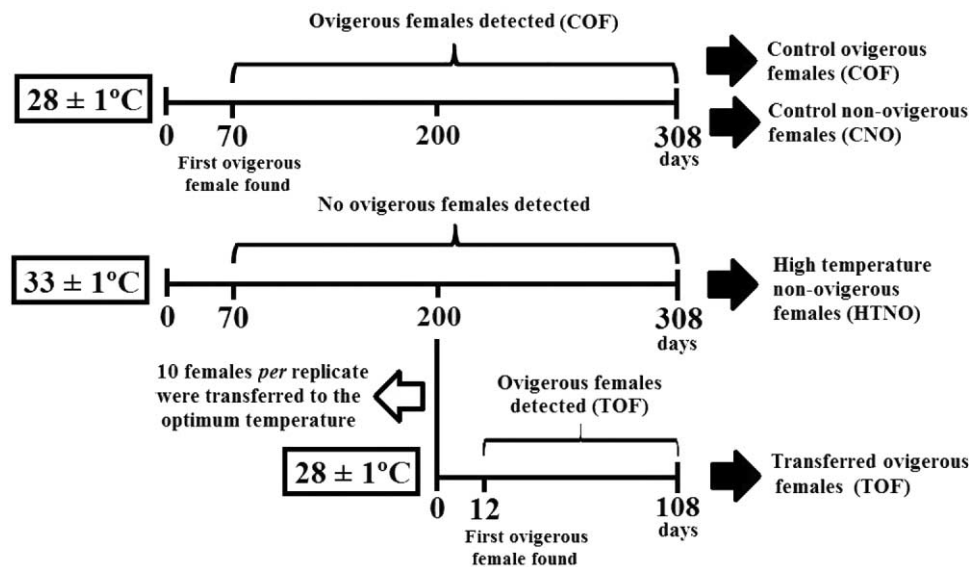 Ovigerous females detected (COF)
28 ± 1ºC
0
70
200
308
days
First ovigerous
female found
Control ovigerous
females (COF)
Control non-ovigerous
females (CNO)
No ovigerous females detected
33 ± 1ºC
0
70
200
308
days
High temperature
non-ovigerous
females (HTNO)
10 females per replicate
were transferred to the
optimum temperature
Ovigerous females
detected (TOF)
28 ± 1ºC
0
12
108
days
First ovigerous
female found
Transferred ovigerous
females (TOF)